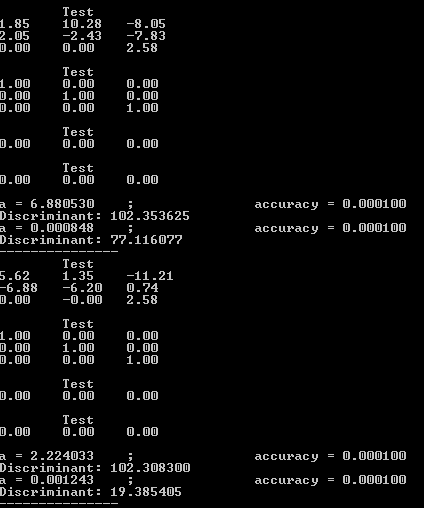 Test
1.85 10.28 -8.05
2.05 -2.43 -7.83
0.00 0.00 2.58
Test
1.00 0.00 0.00
0.00 1.00 0.00
0.00 0.00 1.00
Test
0.00 0.00 0.00
Test
0.00 0.00 0.00
a = 6.880530 ; accuracy = 0.000100
Discriminant: 102.353625
a = 0.000848 ; accuracy = 0.000100
Discriminant: 77.116077
---------------
Test
5.62 1.35 -11.21
-6.88 -6.20 0.74
0.00 -0.00 2.58
Test
1.00 0.00 0.00
0.00 1.00 0.00
0.00 0.00 1.00
Test
0.00 0.00 0.00
Test
0.00 0.00 0.00
a = 2.224033 ; accuracy = 0.000100
Discriminant: 102.308300
a = 0.001243 ; accuracy = 0.000100
Discriminant: 19.385405
---------------